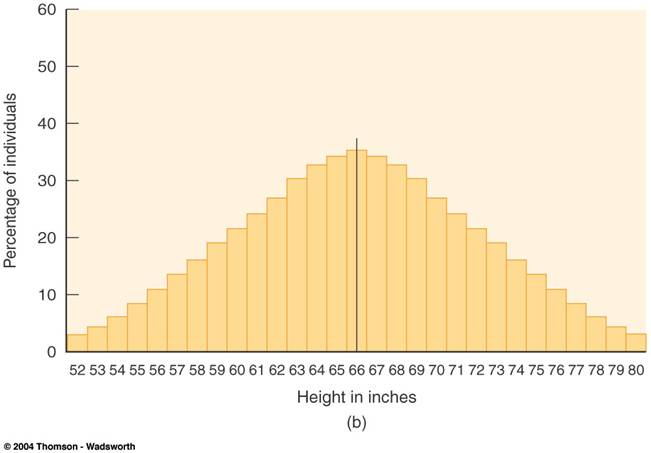 60
50
40
30
20
10
0
Percentage of individuals
52 53 54 55 56 57 58 59 60 61 62 63 64 65 66 67 68 69 70 71 72 73 74 75 76 77 78 79 80
Height in inches
(b)
© 2004 Thomson - Wadsworth